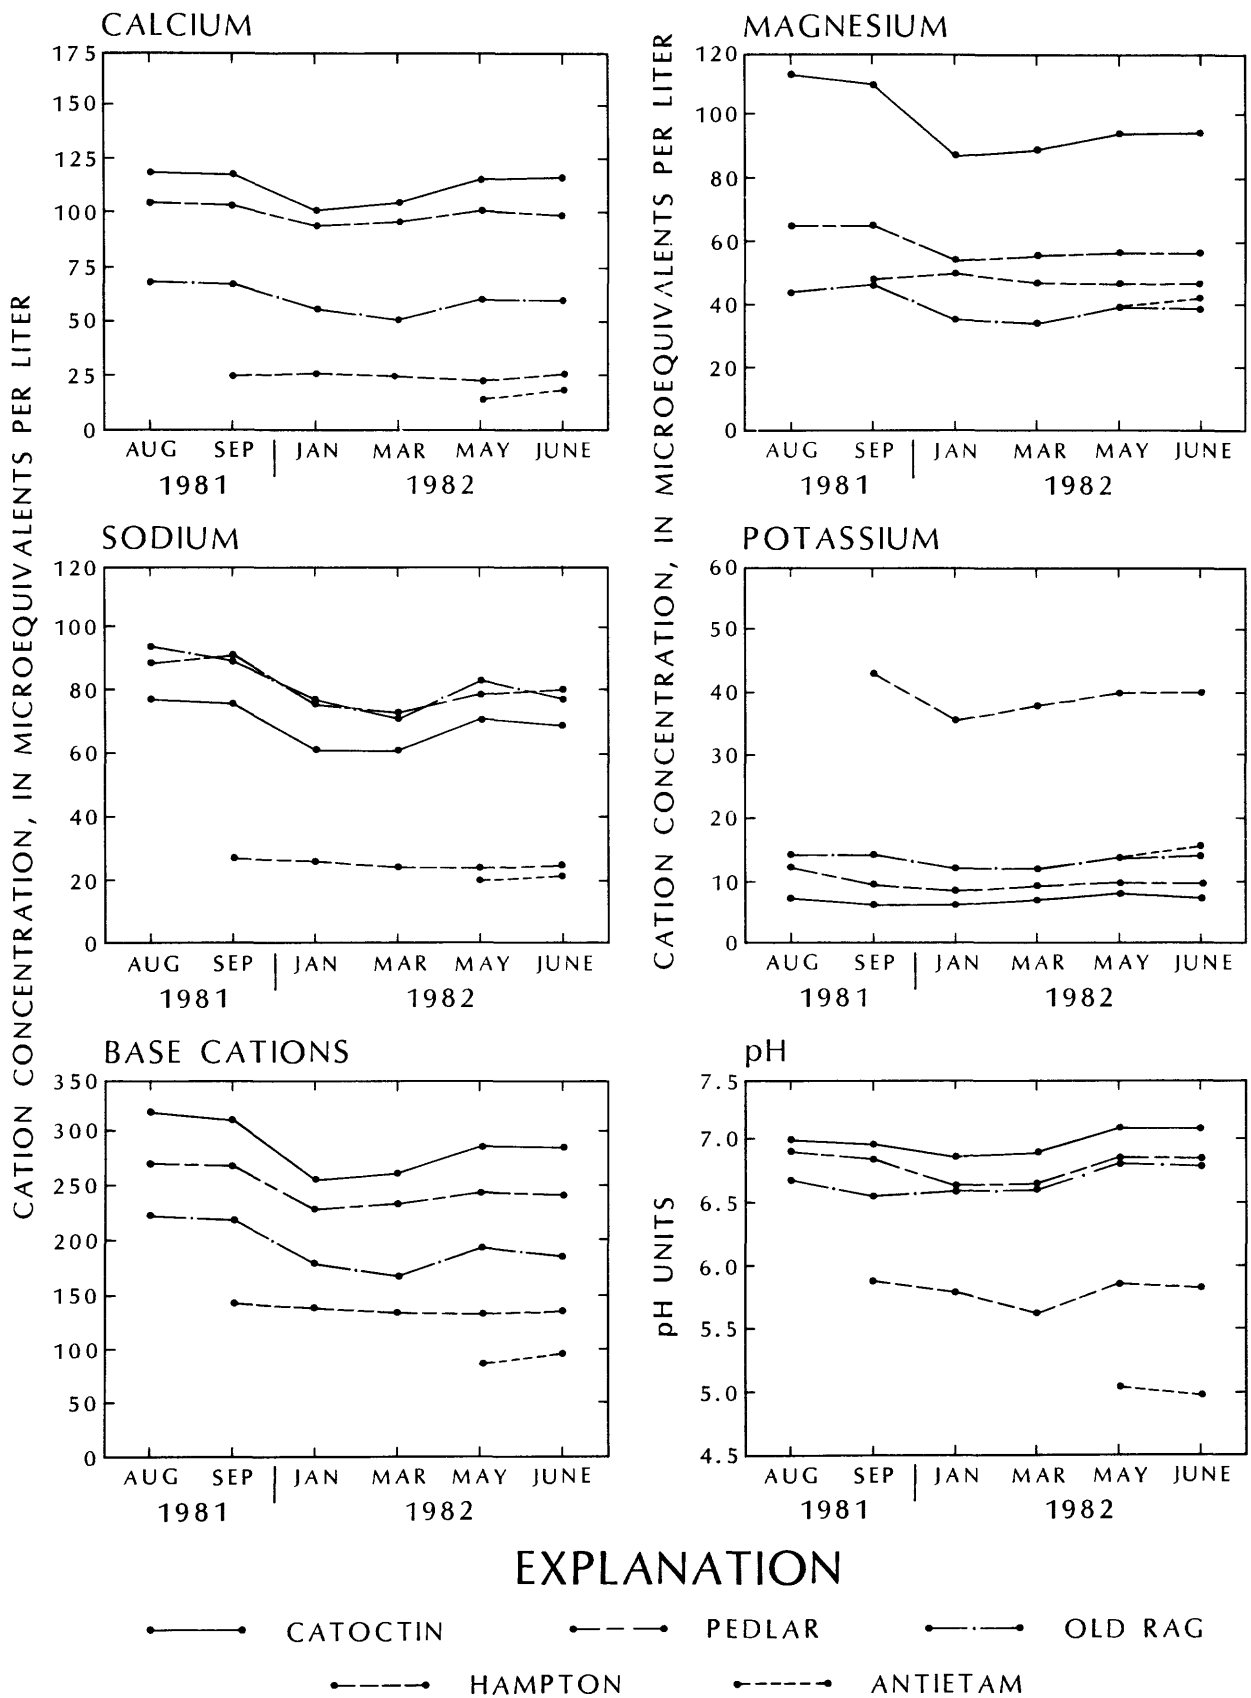 CALCIUM
175
150
125
100
75
50
25
0
AUG SEP JAN MAR MAY JUNE
1981 1982
MAGNESIUM
120
100
80
60
40
20
0
AUG SEP JAN MAR MAY JUNE
1981 1982
SODIUM
120
100
80
60
40
20
0
AUG SEP JAN MAR MAY JUNE
1981 1982
POTASSIUM
60
50
40
30
20
10
0
AUG SEP JAN MAR MAY JUNE
1981 1982
BASE CATIONS
350
300
250
200
150
100
50
0
AUG SEP JAN MAR MAY JUNE
1981 1982
pH
7.5
7.0
6.5
6.0
5.5
5.0
4.5
AUG SEP JAN MAR MAY JUNE
1981 1982
CATION CONCENTRATION, IN MICROEQUIVALENTS PER LITER
CATION CONCENTRATION, IN MICROEQUIVALENTS PER LITER
pH UNITS
EXPLANATION
CATOCTIN PEDLAR OLD RAG
HAMPTON ANTIETAM